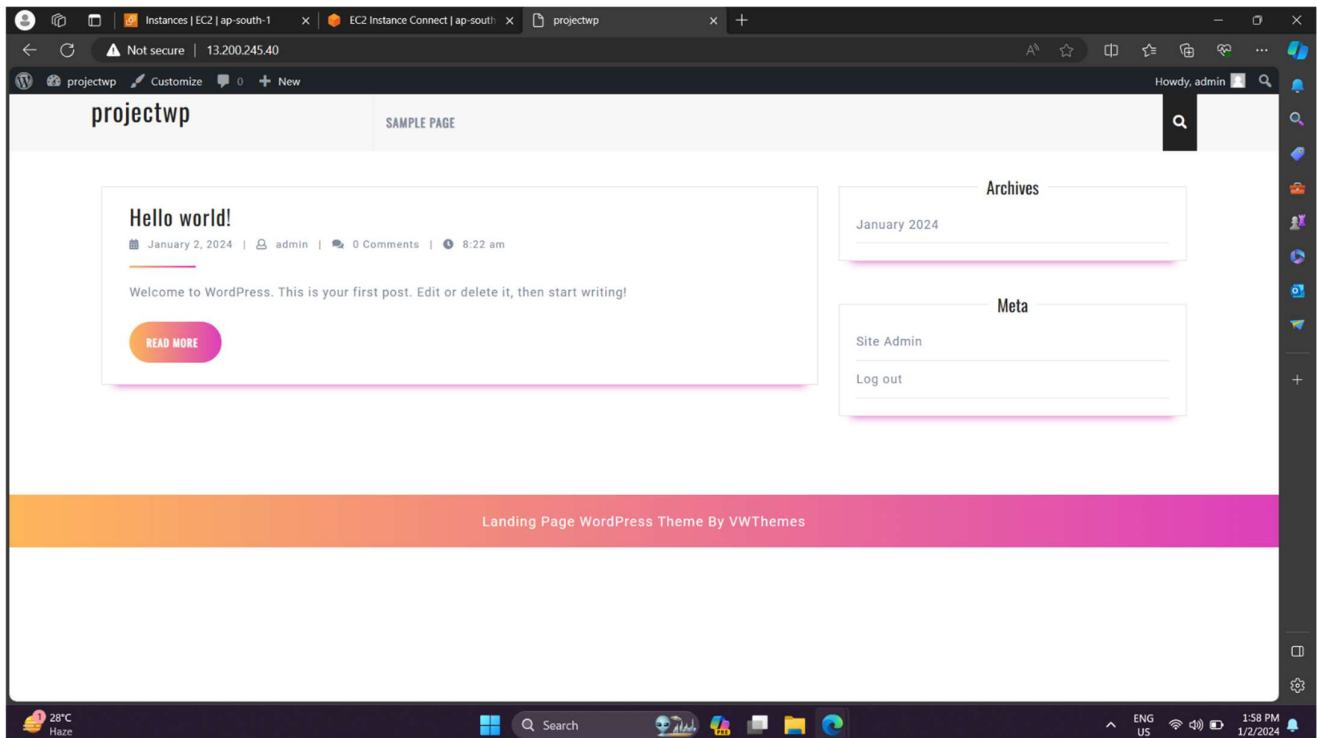 Instances | EC2 | ap-south-1
EC2 Instance Connect | ap-south
projectwp
Not secure | 13.200.245.40
projectwp Customize 0 New
Howdy, admin
projectwp
SAMPLE PAGE
Hello world!
January 2, 2024 | admin | 0 Comments | 8:22 am
Welcome to WordPress. This is your first post. Edit or delete it, then start writing!
READ MORE
Archives
January 2024
Meta
Site Admin
Log out
Landing Page WordPress Theme By VWThemes
1
28°C
Haze
Search
PRE
ENG
US
1:58 PM
1/2/2024